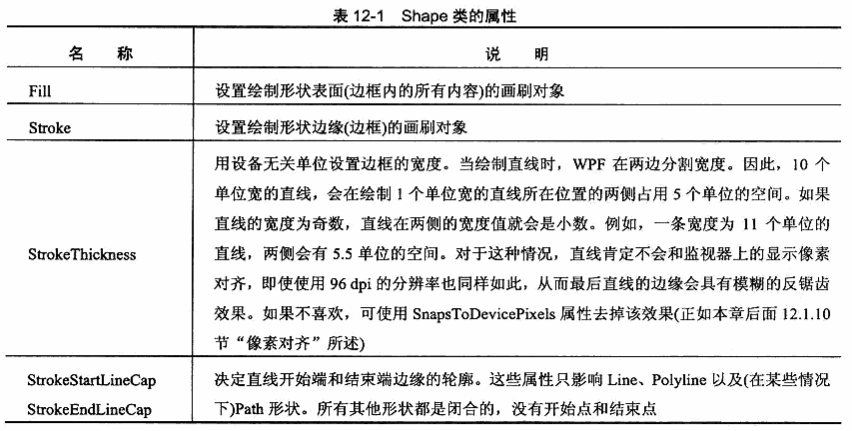 表 12-1 Shape 类的属性
名 称 说 明
Fill 设置绘制形状表面(边框内的所有内容)的画刷对象
Stroke 设置绘制形状边缘(边框)的画刷对象
StrokeThickness
用设备无关单位设置边框的宽度。当绘制直线时，WPF 在两边分割宽度。因此，10 个
单位宽的直线，会在绘制 1 个单位宽的直线所在位置的两侧占用 5 个单位的空间。如果
直线的宽度为奇数，直线在两侧的宽度值就会是小数。例如，一条宽度为 11 个单位的
直线，两侧会有 5.5 单位的空间。对于这种情况，直线肯定不会和监视器上的显示像素
对齐，即使使用 96 dpi 的分辨率也同样如此，从而最后直线的边缘会具有模糊的反锯齿
效果。如果不喜欢，可使用 SnapsToDevicePixels 属性去掉该效果(正如本章后面 12.1.10
节“像素对齐”所述)
StrokeStartLineCap
StrokeEndLineCap
决定直线开始端和结束端边缘的轮廓。这些属性只影响 Line、Polyline 以及(在某些情况
下)Path 形状。所有其他形状都是闭合的，没有开始点和结束点